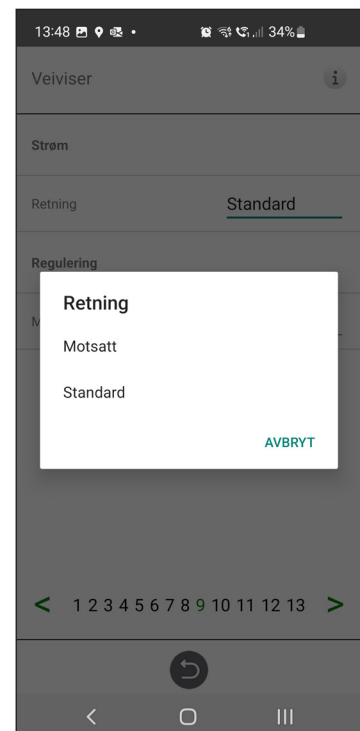 13:48 34%
Veiviser i
Strøm
Retning Standard
Regulering
M
Retning
Motsatt
Standard
AVBRYT
< 1 2 3 4 5 6 7 8 9 10 11 12 13 >